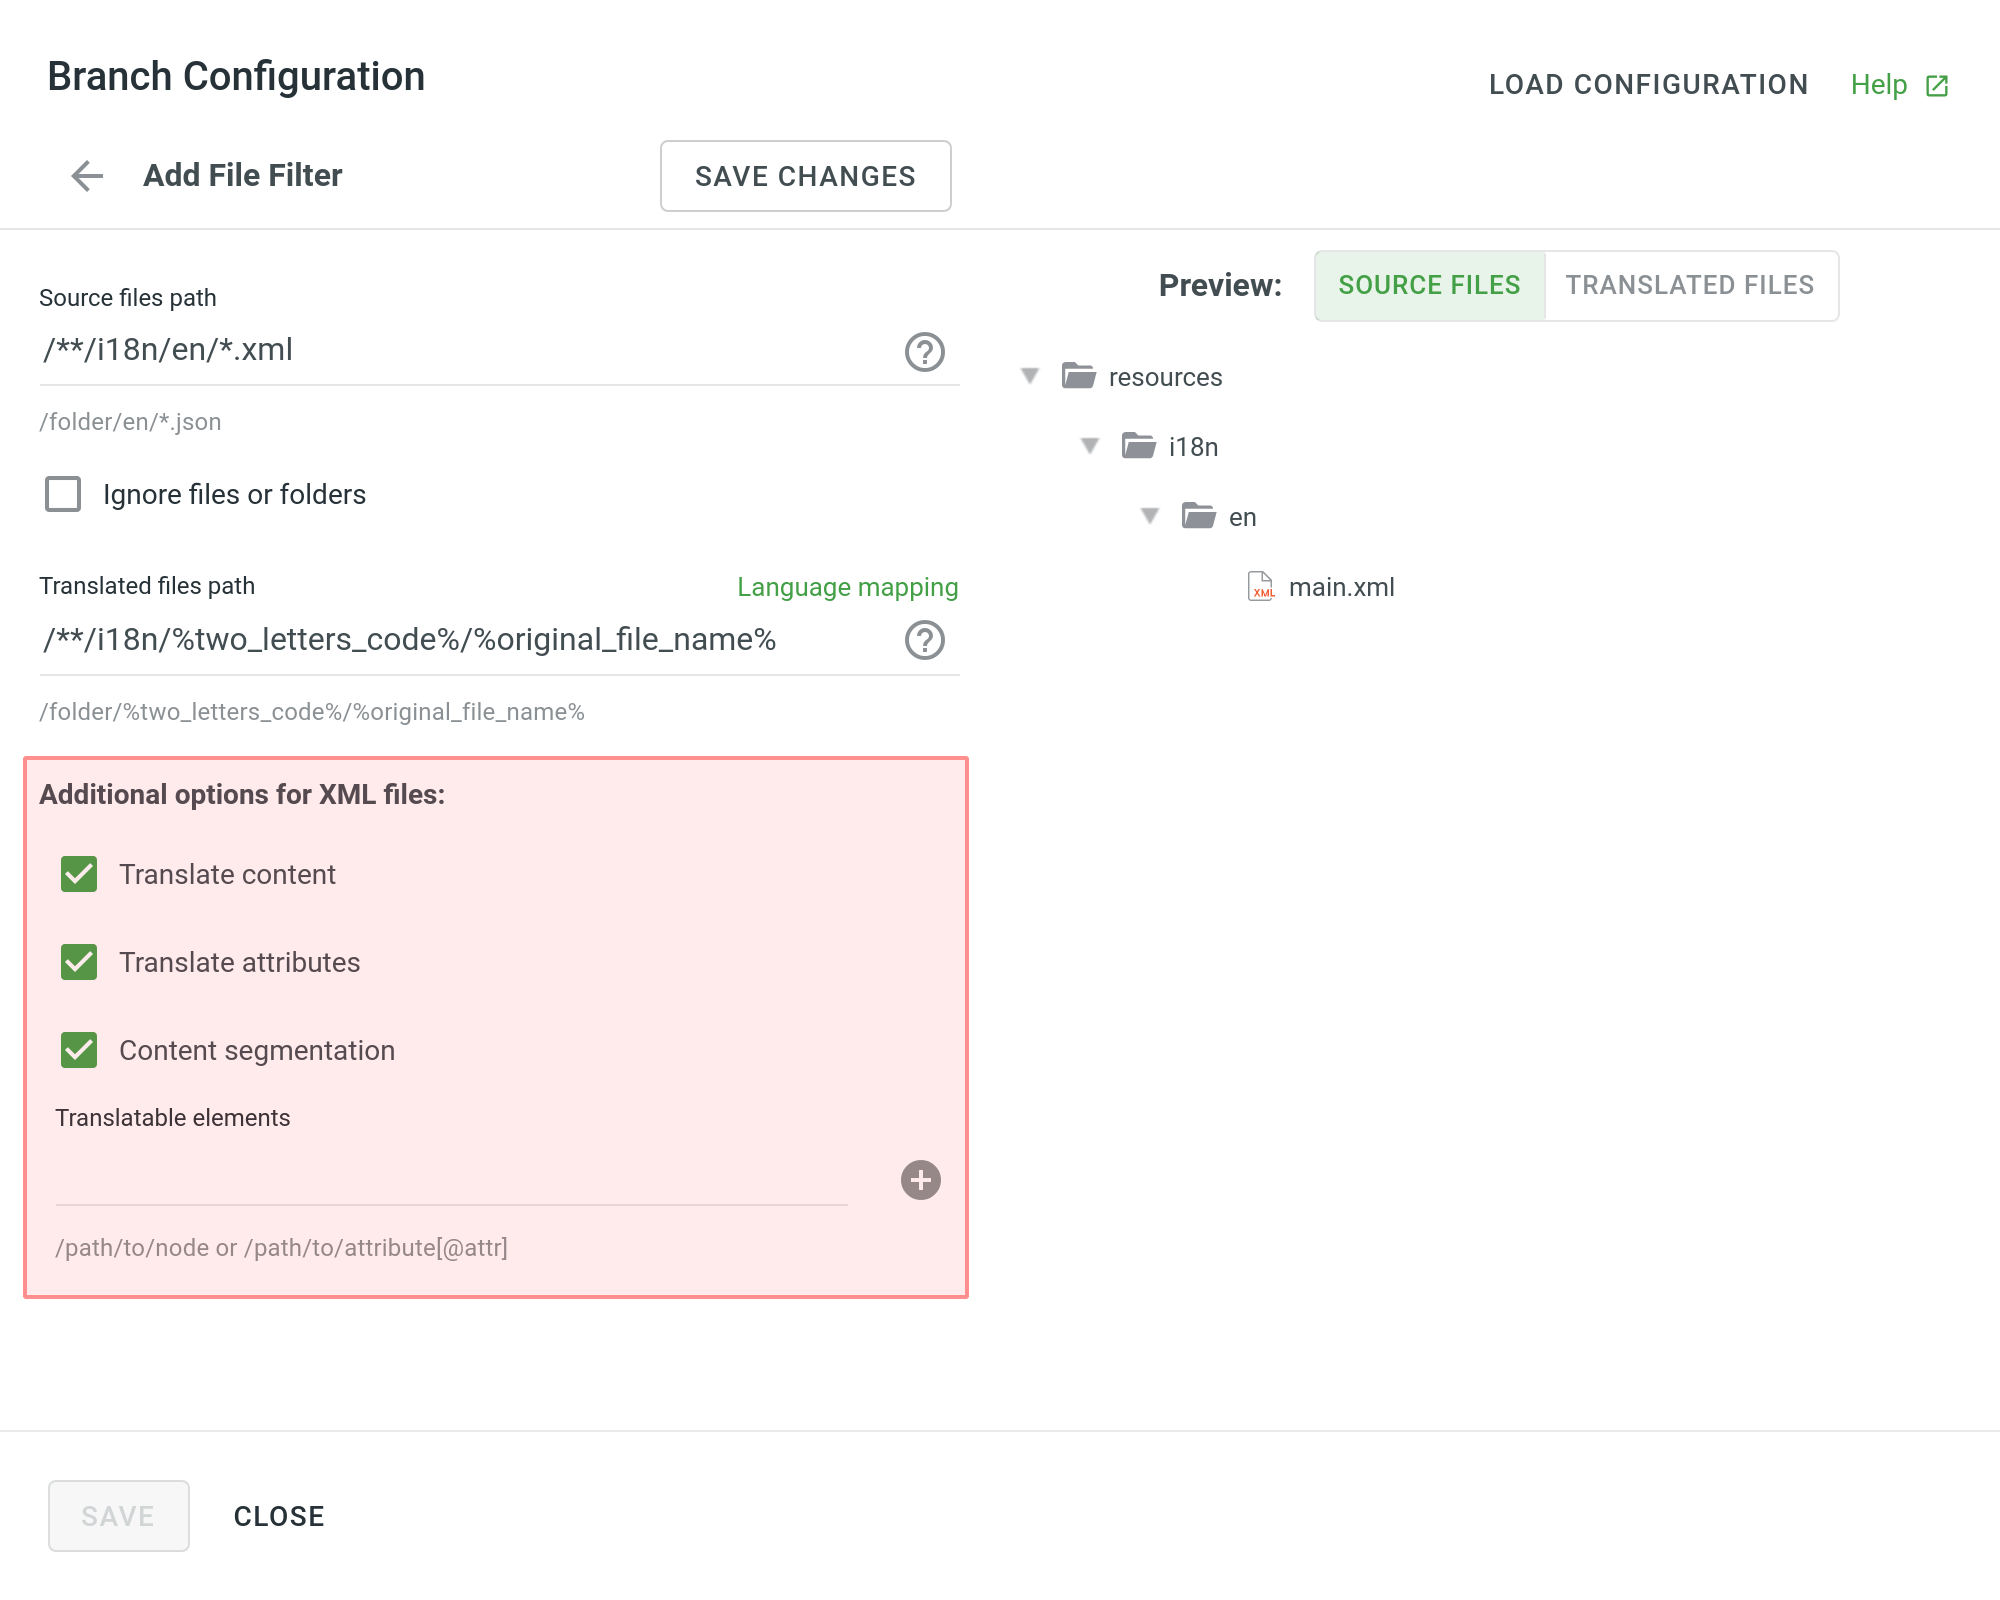 Branch Configuration
LOAD CONFIGURATION Help
Add File Filter SAVE CHANGES
Source files path
/**/i18n/en/*.xml
/folder/en/*.json
Ignore files or folders
Translated files path Language mapping
/**/i18n/%two_letters_code%/%original_file_name%
/folder/%two_letters_code%/%original_file_name%
Additional options for XML files:
Translate content
Translate attributes
Content segmentation
Translatable elements
/path/to/node or /path/to/attribute[@attr]
Preview: SOURCE FILES TRANSLATED FILES
resources
i18n
en
XML main.xml
SAVE CLOSE